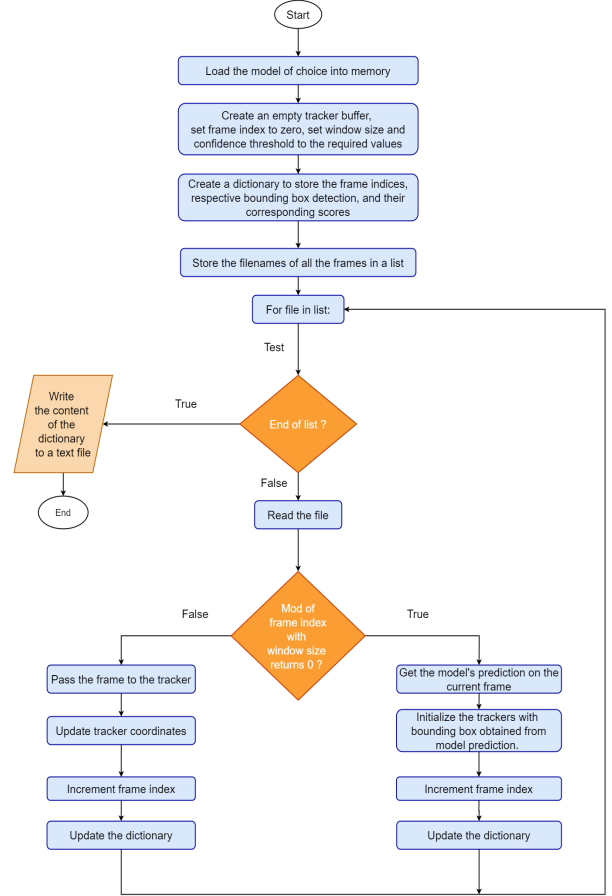 Start
Load the model of choice into memory
Create an empty tracker buffer,
set frame index to zero, set window size and
confidence threshold to the required values
Create a dictionary to store the frame indices,
respective bounding box detection, and their
corresponding scores
Store the filenames of all the frames in a list
For file in list:
Test
End of list ?
True
Write
the content
of the
dictionary
to a text file
End
False
Read the file
Mod of
frame index
with
window size
returns 0 ?
False
Pass the frame to the tracker
Update tracker coordinates
Increment frame index
Update the dictionary
True
Get the model's prediction on the
current frame
Initialize the trackers with
bounding box obtained from
model prediction.
Increment frame index
Update the dictionary